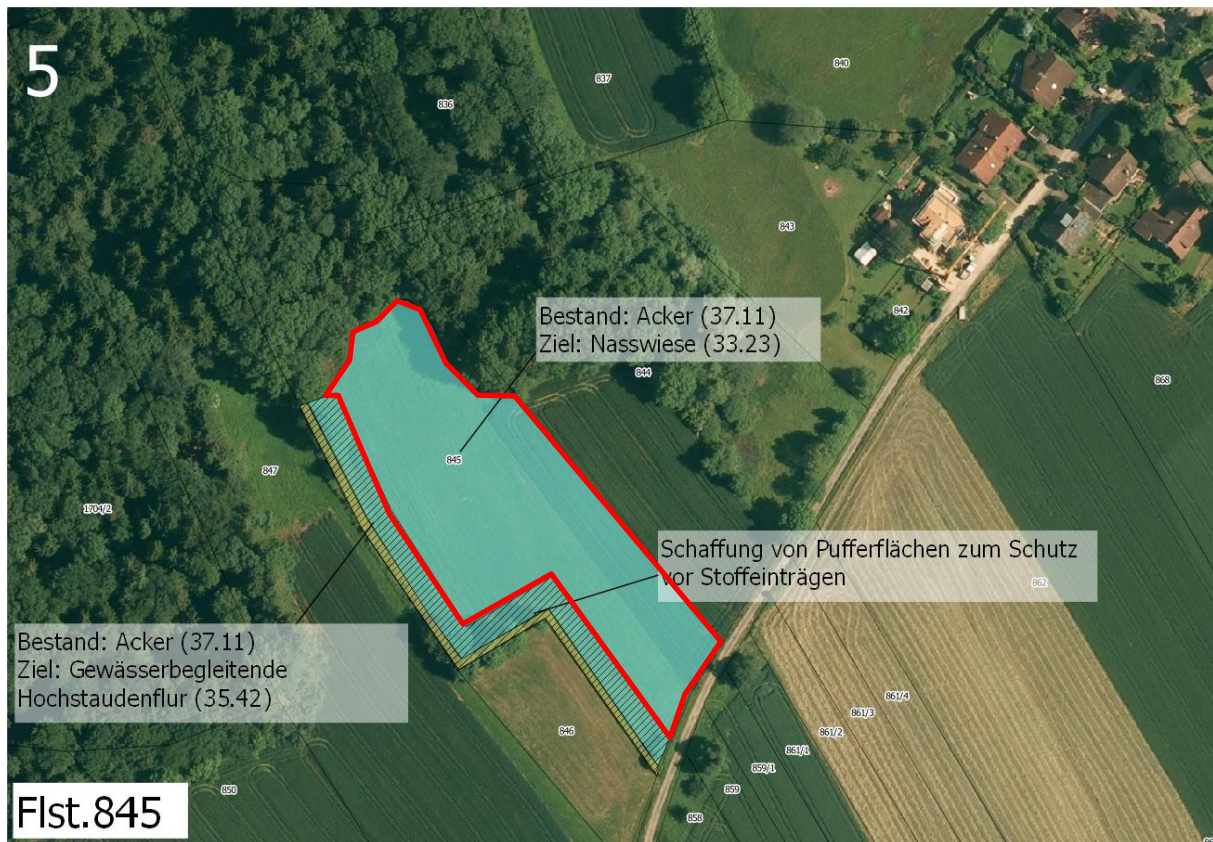 5
837
840
836
843
842
Bestand: Acker (37.11)
Ziel: Nasswiese (33.23)
844
868
845
847
1704/2
Schaffung von Pufferflächen zum Schutz
vor Stoffeinträgen
862
Bestand: Acker (37.11)
Ziel: Gewässerbegleitende
Hochstaudenflur (35.42)
861/4
861/3
861/2
861/1
846
859/1
859
858
850
Flst.845